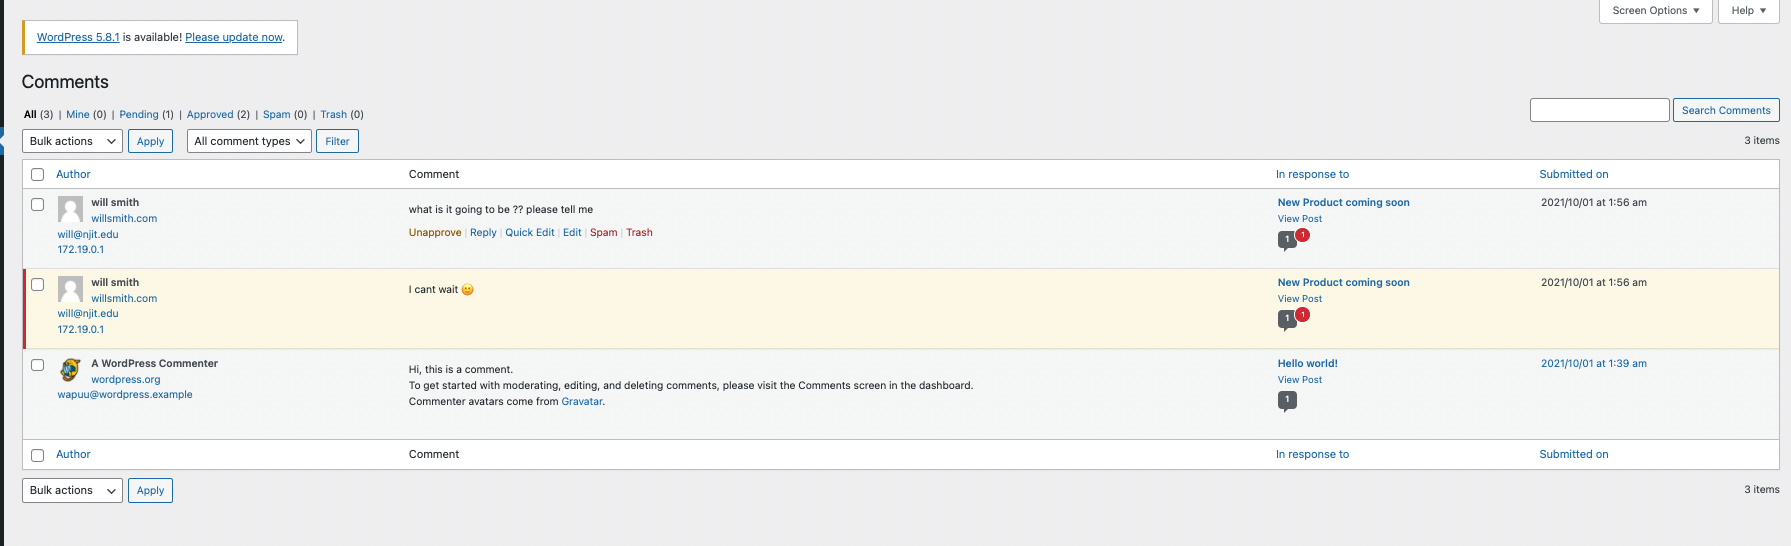 Screen Options ▼ Help ▼
WordPress 5.8.1 is available! Please update now.
Comments
All (3) | Mine (0) | Pending (1) | Approved (2) | Spam (0) | Trash (0)
Search Comments
Bulk actions Apply All comment types Filter 3 items
Author Comment In response to Submitted on
will smith
willsmith.com
will@njit.edu
172.19.0.1
what is it going to be ?? please tell me
Unapprove | Reply | Quick Edit | Edit | Spam | Trash
New Product coming soon
View Post
1 1
2021/10/01 at 1:56 am
will smith
willsmith.com
will@njit.edu
172.19.0.1
I cant wait 🙂
New Product coming soon
View Post
1 1
2021/10/01 at 1:56 am
A WordPress Commenter
wordpress.org
wapuu@wordpress.example
Hi, this is a comment.
To get started with moderating, editing, and deleting comments, please visit the Comments screen in the dashboard.
Commenter avatars come from Gravatar.
Hello world!
View Post
1
2021/10/01 at 1:39 am
Author Comment In response to Submitted on
Bulk actions Apply 3 items